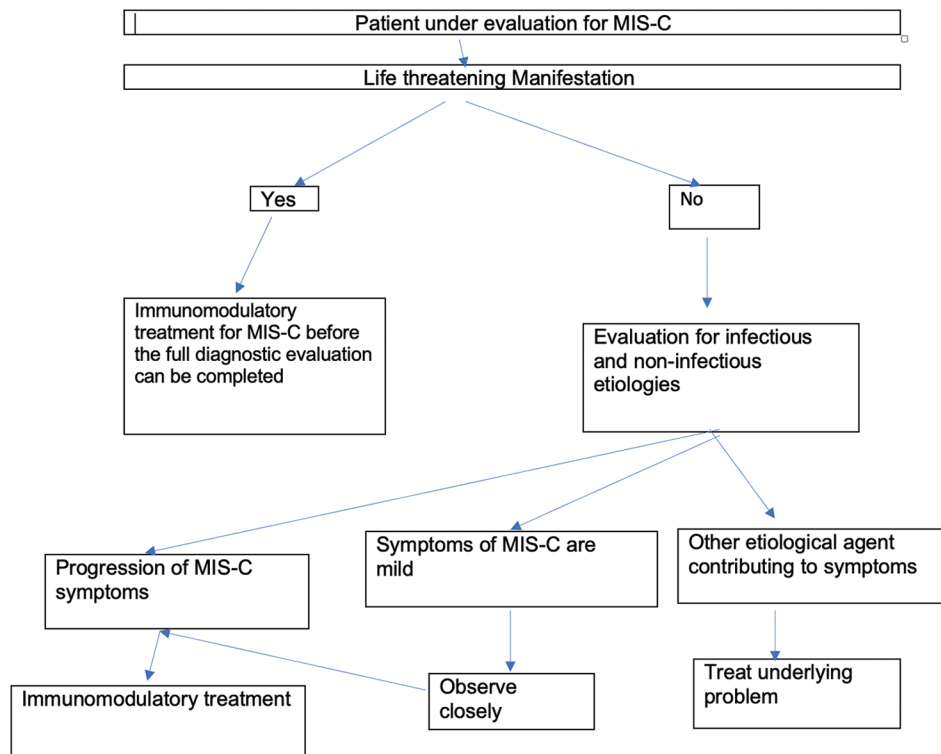 Patient under evaluation for MIS-C
Life threatening Manifestation
Yes
No
Immunomodulatory
treatment for MIS-C before
the full diagnostic evaluation
can be completed
Evaluation for infectious
and non-infectious
etiologies
Progression of MIS-C
symptoms
Symptoms of MIS-C are
mild
Other etiological agent
contributing to symptoms
Immunomodulatory treatment
Observe
closely
Treat underlying
problem